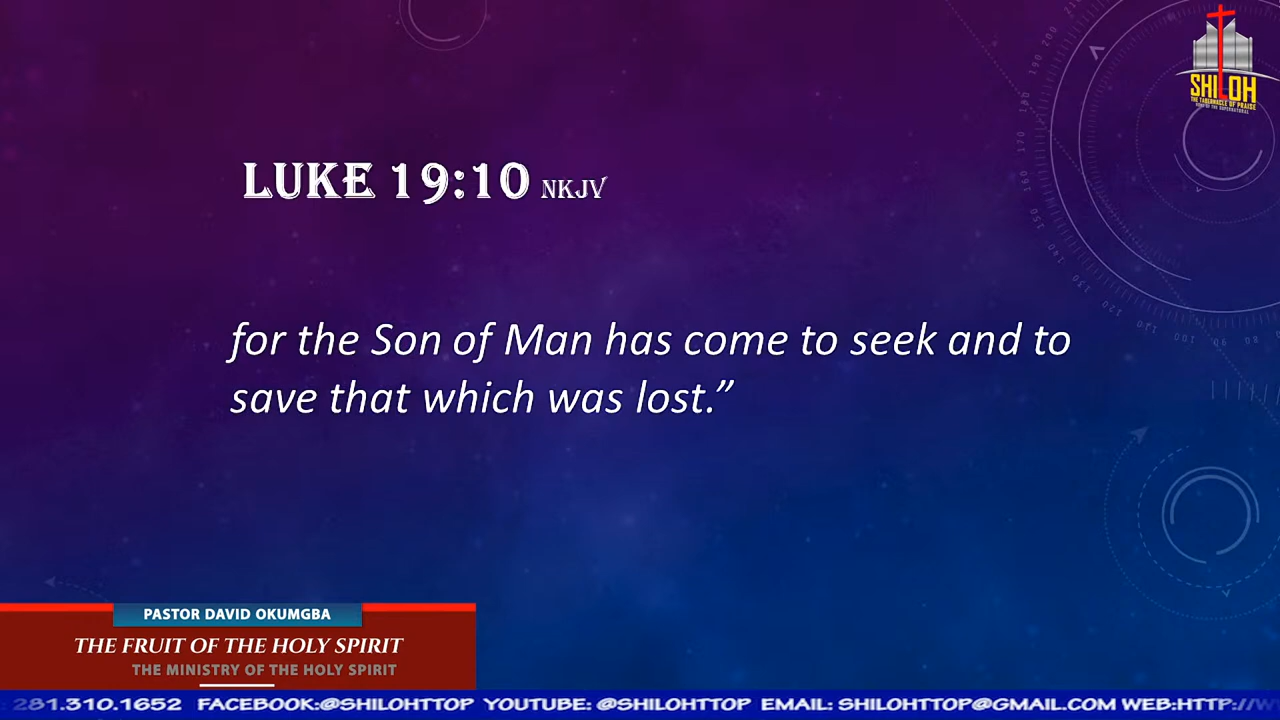 SHILOH
THE TABERNACLE OF PRAISE
LUKE 19:10 NKJV
for the Son of Man has come to seek and to
save that which was lost.”
PASTOR DAVID OKUMGBA
THE FRUIT OF THE HOLY SPIRIT
THE MINISTRY OF THE HOLY SPIRIT
281.310.1652 FACEBOOK:@SHILOHTTOP YOUTUBE: @SHILOHTTOP EMAIL: SHILOHTTOP@GMAIL.COM WEB:HTTP://W